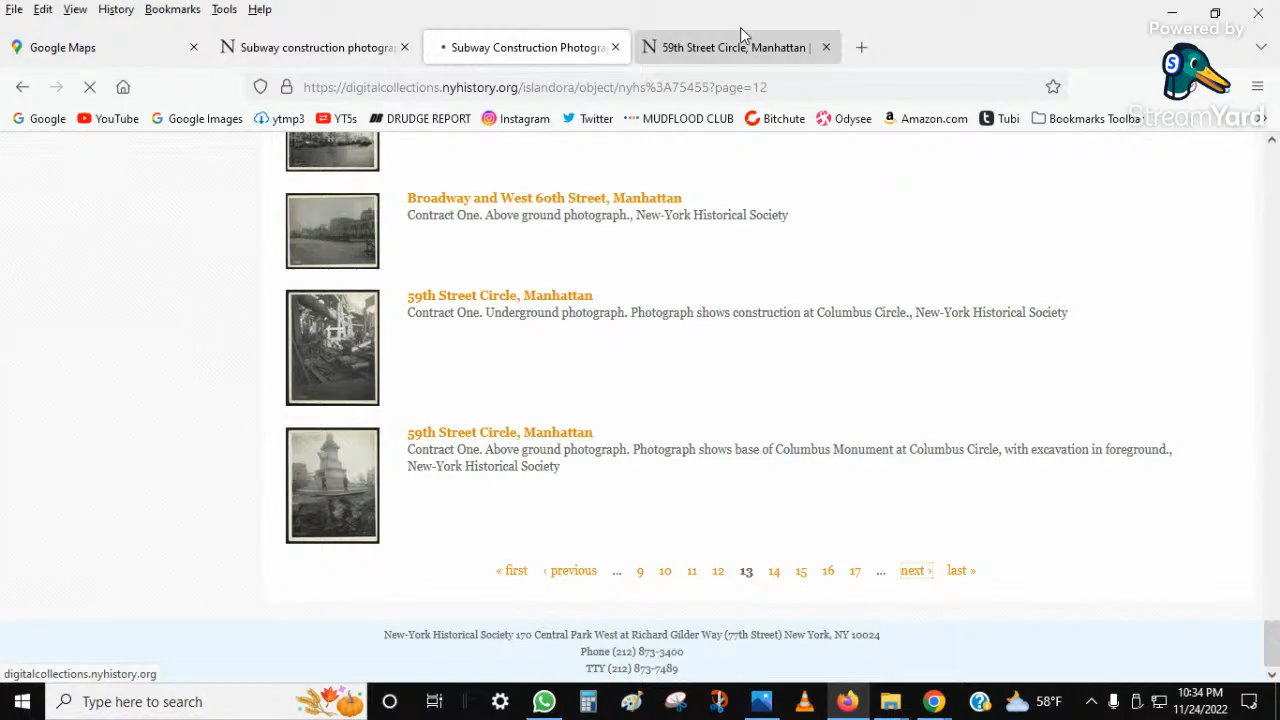 File Edit View History Bookmarks Tools Help
Powered by
Google Maps
Subway construction photogra
Subway Construction Photogra
59th Street Circle, Manhattan |
https://digitalcollections.nyhistory.org/islandora/object/nyhs%3A75455?page=12
StreamYard
Google YouTube Google Images ytmp3 YT5s DRUDGE REPORT Instagram Twitter MUDFLOOD CLUB Bitchute Odysee Amazon.com Tubi Bookmarks Toolba
Broadway and West 60th Street, Manhattan
Contract One. Above ground photograph., New-York Historical Society
59th Street Circle, Manhattan
Contract One. Underground photograph. Photograph shows construction at Columbus Circle., New-York Historical Society
59th Street Circle, Manhattan
Contract One. Above ground photograph. Photograph shows base of Columbus Monument at Columbus Circle, with excavation in foreground.,
New-York Historical Society
« first ‹ previous ... 9 10 11 12 13 14 15 16 17 ... next › last »
New-York Historical Society 170 Central Park West at Richard Gilder Way (77th Street) New York, NY 10024
Phone (212) 873-3400
TTY (212) 873-7489
digitalcollections.nyhistory.org
Type here to search
58°F
10:34 PM
11/24/2022